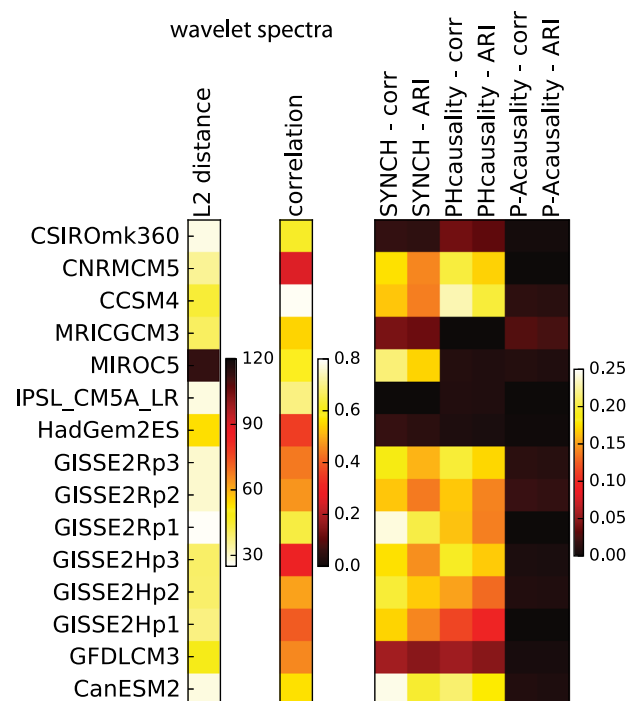 wavelet spectra
L2 distance
correlation
SYNCH - corr
SYNCH - ARI
PHcausality - corr
PHcausality - ARI
P-Acausality - corr
P-Acausality - ARI
CSIROmk360
CNRMCM5
CCSM4
MRICGCM3
MIROC5
IPSL_CM5A_LR
HadGem2ES
GISSE2Rp3
GISSE2Rp2
GISSE2Rp1
GISSE2Hp3
GISSE2Hp2
GISSE2Hp1
GFDLCM3
CanESM2
120
90
60
30
0.8
0.6
0.4
0.2
0.0
0.25
0.20
0.15
0.10
0.05
0.00